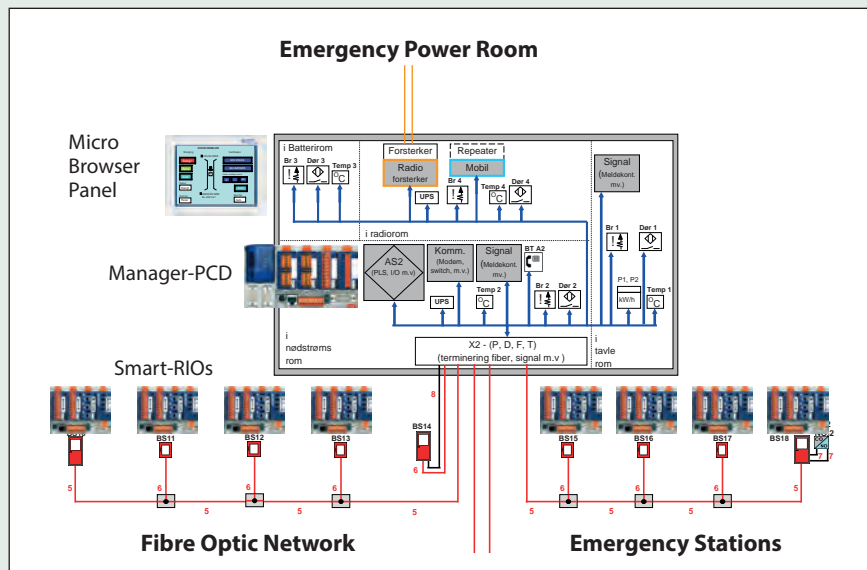 Emergency Power Room
Micro
Browser
Panel
i Batterirom
Br 3
Dør 3
Temp 3
°C
Forsterker
Radio
forsterker
UPS
Repeater
Mobil
Br 4
Temp 4
°C
Dør 4
Signal
(Meldekont.
mv.)
i radiorom
Manager-PCD
AS2
(PLS, I/O m.v)
Komm.
(Modem,
switch, m.v.)
Signal
(Meldekont.
mv.)
BT A2
UPS
Temp 2
°C
Br 2
Dør 2
Br 1
Dør 1
P1, P2
kW/h
Temp 1
°C
i
nødstrøms
rom
X2 - (P, D, F, T)
(terminering fiber, signal m.v )
i
tavle
rom
Smart-RIOs
8
BS11
BS12
BS13
BS14
BS15
BS16
BS17
BS18
5
6
6
6
6
6
6
6
7
7
5
5
5
5
5
5
5
Fibre Optic Network
Emergency Stations